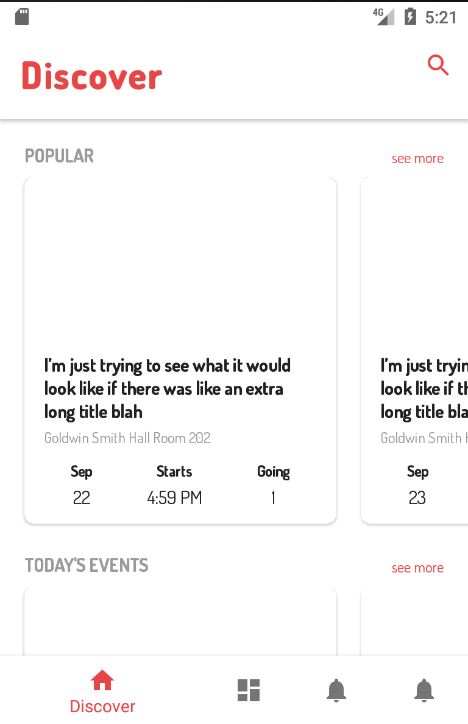 4G 5:21
Discover
POPULAR see more
I'm just trying to see what it would
look like if there was like an extra
long title blah
Goldwin Smith Hall Room 202
Sep Starts Going
22 4:59 PM 1
I'm just tryin
look like if th
long title bla
Goldwin Smith H
Sep
23
TODAY'S EVENTS see more
Discover